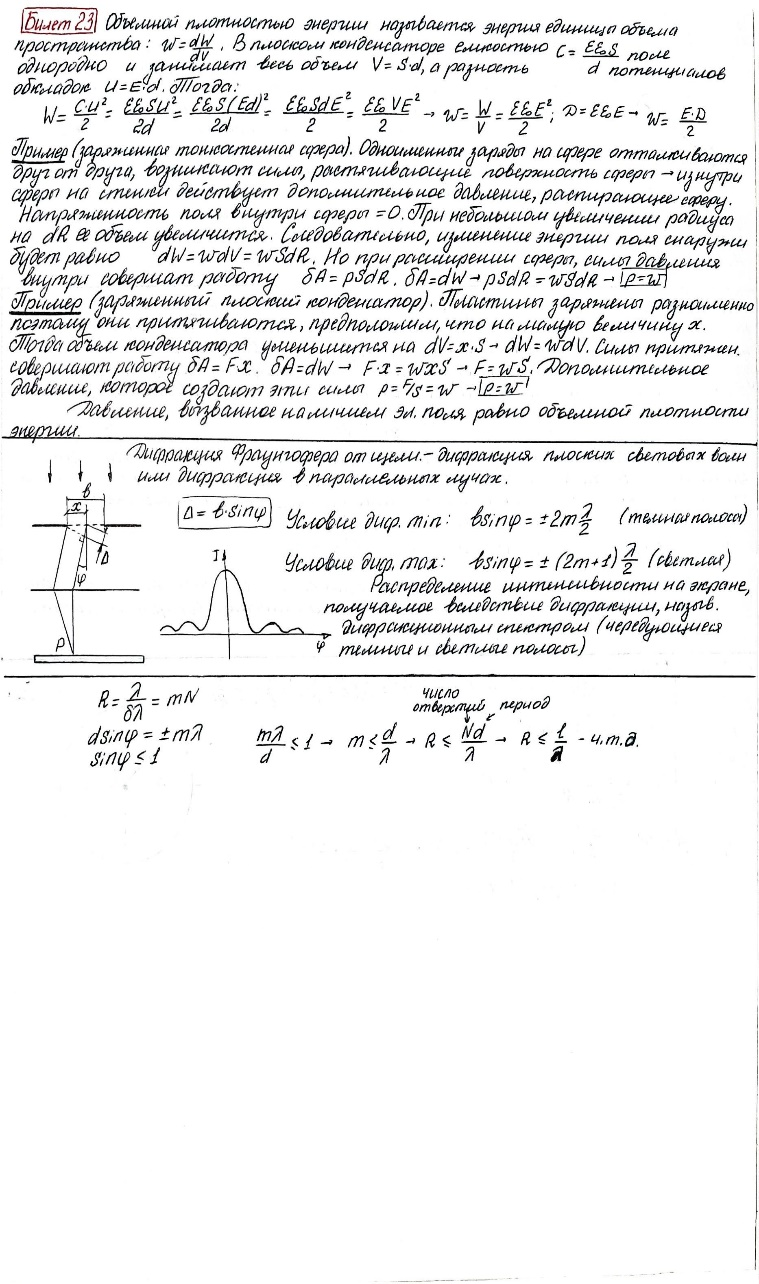 Билет 23 Объемной плотностью энергии называется энергия единицы объема
пространства: w = dW/dV. В плоском конденсаторе емкостью C = εε₀S/d поле
однородно и занимает весь объем V = S·d, а разность потенциалов
обкладок U = E·d. Тогда:
W = C·U²/2 = εε₀SU²/2d = εε₀S(Ed)²/2d = εε₀SdE²/2 = εε₀VE²/2 → w = W/V = εε₀E²/2; D = εε₀E → w = E·D/2
Пример (заряженная тонкостенная сфера). Одноименные заряды на сфере отталкиваются
друг от друга, возникают силы, растягивающие поверхность сферы → изнутри
сферы на стенки действует дополнительное давление, распирающее сферу.
Напряженность поля внутри сферы = 0. При небольшом увеличении радиуса
на dR ее объем увеличится. Следовательно, изменение энергии поля снаружи
будет равно dW = wdV = wSdR. Но при расширении сферы, силы давления
внутри совершат работу δA = pSdR. δA = dW → pSdR = wSdR → p = w
Пример (заряженный плоский конденсатор). Пластины заряжены разноименно
поэтому они притягиваются, предположим, что на малую величину x.
Тогда объем конденсатора уменьшится на dV = x·S → dW = wdV. Силы притяжен.
совершают работу δA = Fx. δA = dW → F·x = wxS → F = wS. Дополнительное
давление, которое создают эти силы p = F/S = w → p = w
Давление, вызванное наличием эл. поля равно объемной плотности
энергии.
Дифракция Фраунгофера от щели. – дифракция плоских световых волн
или дифракция в параллельных лучах.
b
x
Δ = b·sinφ
Условие диф. min: bsinφ = ±2m λ/2 (темная полоса)
Δ
φ
I
Условие диф. max: bsinφ = ±(2m+1) λ/2 (светлая)
Распределение интенсивности на экране,
получаемое вследствие дифракции, назыв.
дифракционным спектром (чередующиеся
темные и светлые полосы)
P
φ
R = λ/δλ = mN
число отверстий
период
dsinφ = ±mλ
mλ/d ≤ 1 → m ≤ d/λ → R ≤ Nd/λ → R ≤ l/λ - ч.т.д.
sinφ ≤ 1